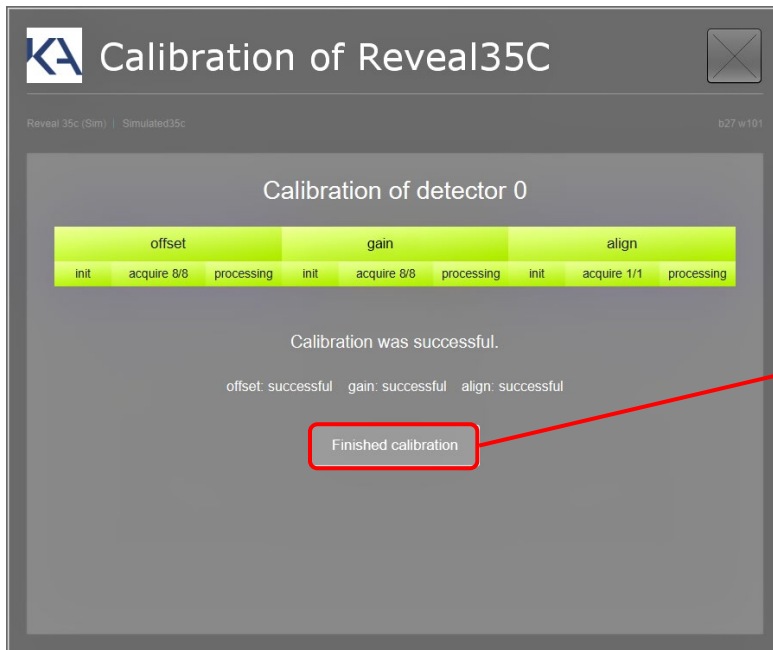 KA Calibration of Reveal35C
Reveal 35c (Sim) | Simulated35c b27 w101
Calibration of detector 0
offset gain align
init acquire 8/8 processing init acquire 8/8 processing init acquire 1/1 processing
Calibration was successful.
offset: successful gain: successful align: successful
Finished calibration